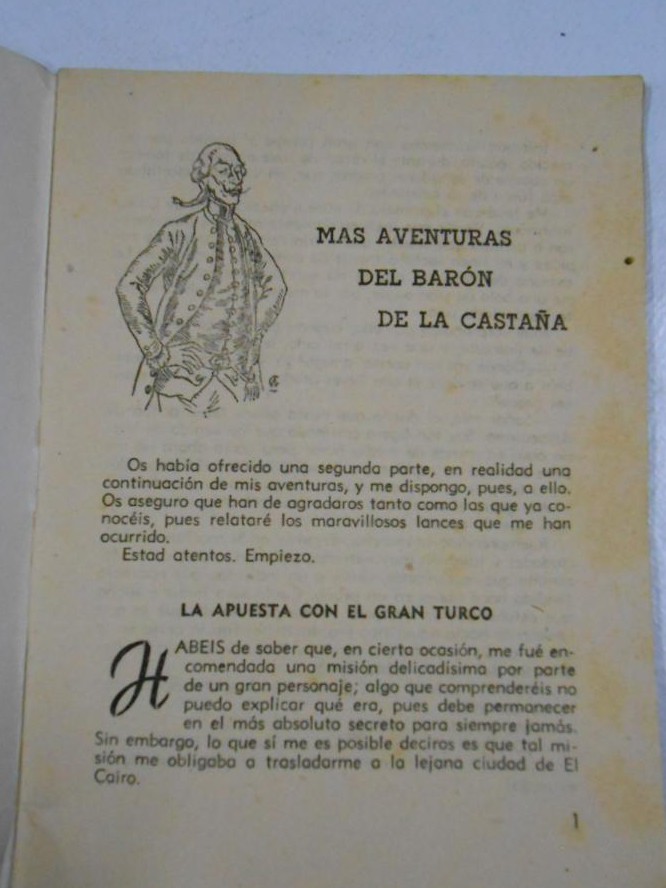 MAS AVENTURAS
DEL BARÓN
DE LA CASTAÑA
Os había ofrecido una segunda parte, en realidad una
continuación de mis aventuras, y me dispongo, pues, a ello.
Os aseguro que han de agradaros tanto como las que ya co-
nocéis, pues relataré los maravillosos lances que me han
ocurrido.
Estad atentos. Empiezo.
LA APUESTA CON EL GRAN TURCO
HABEIS de saber que, en cierta ocasión, me fué en-
comendada una misión delicadísima por parte
de un gran personaje; algo que comprenderéis no
puedo explicar qué era, pues debe permanecer
en el más absoluto secreto para siempre jamás.
Sin embargo, lo que sí me es posible deciros es que tal mi-
sión me obligaba a trasladarme a la lejana ciudad de El
Cairo.
1